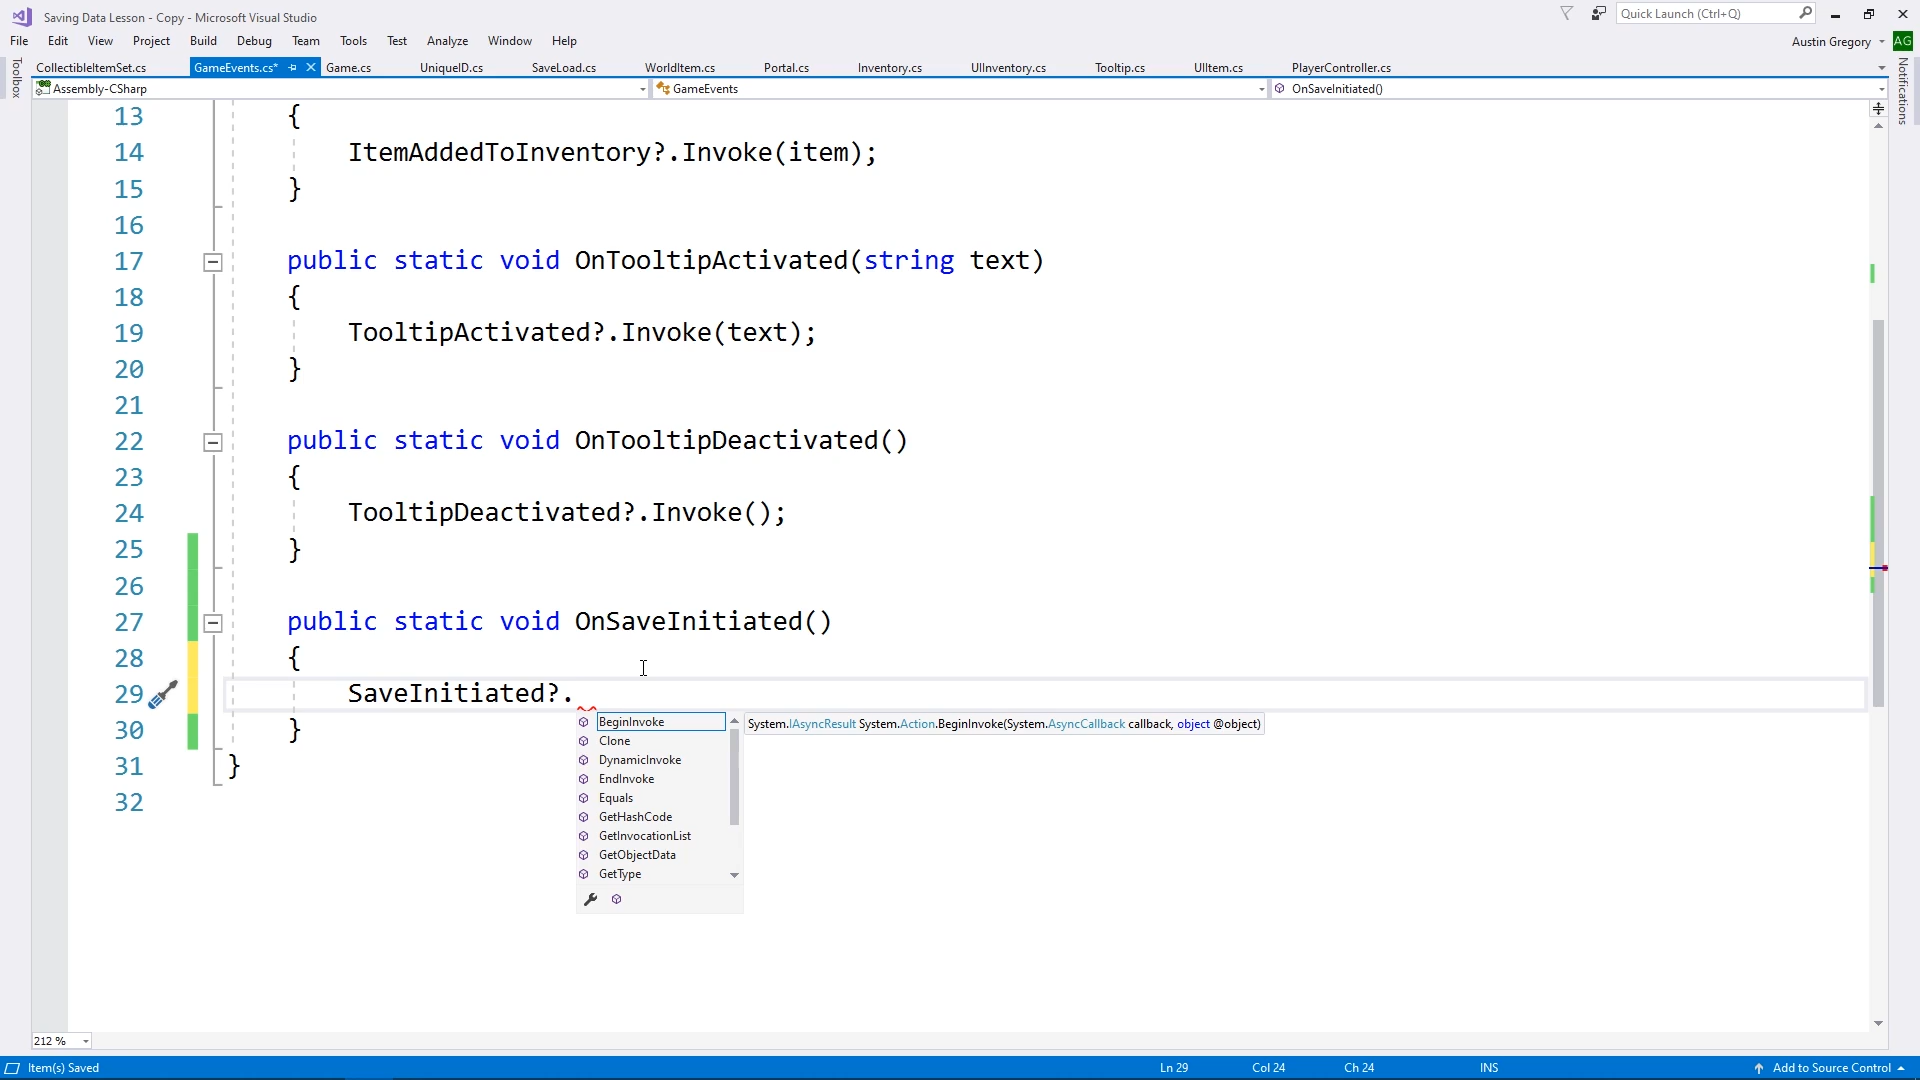 Saving Data Lesson - Copy - Microsoft Visual Studio
Quick Launch (Ctrl+Q)
File Edit View Project Build Debug Team Tools Test Analyze Window Help
Austin Gregory AG
Toolbox
Notifications
CollectibleItemSet.cs GameEvents.cs* Game.cs UniqueID.cs SaveLoad.cs WorldItem.cs Portal.cs Inventory.cs UIInventory.cs Tooltip.cs UIItem.cs PlayerController.cs
Assembly-CSharp GameEvents OnSaveInitiated()
13 {
14 ItemAddedToInventory?.Invoke(item);
15 }
16
17 public static void OnTooltipActivated(string text)
18 {
19 TooltipActivated?.Invoke(text);
20 }
21
22 public static void OnTooltipDeactivated()
23 {
24 TooltipDeactivated?.Invoke();
25 }
26
27 public static void OnSaveInitiated()
28 {
29 SaveInitiated?.
30 }
31 }
32
BeginInvoke
System.IAsyncResult System.Action.BeginInvoke(System.AsyncCallback callback, object @object)
Clone
DynamicInvoke
EndInvoke
Equals
GetHashCode
GetInvocationList
GetObjectData
GetType
212 %
Item(s) Saved Ln 29 Col 24 Ch 24 INS Add to Source Control